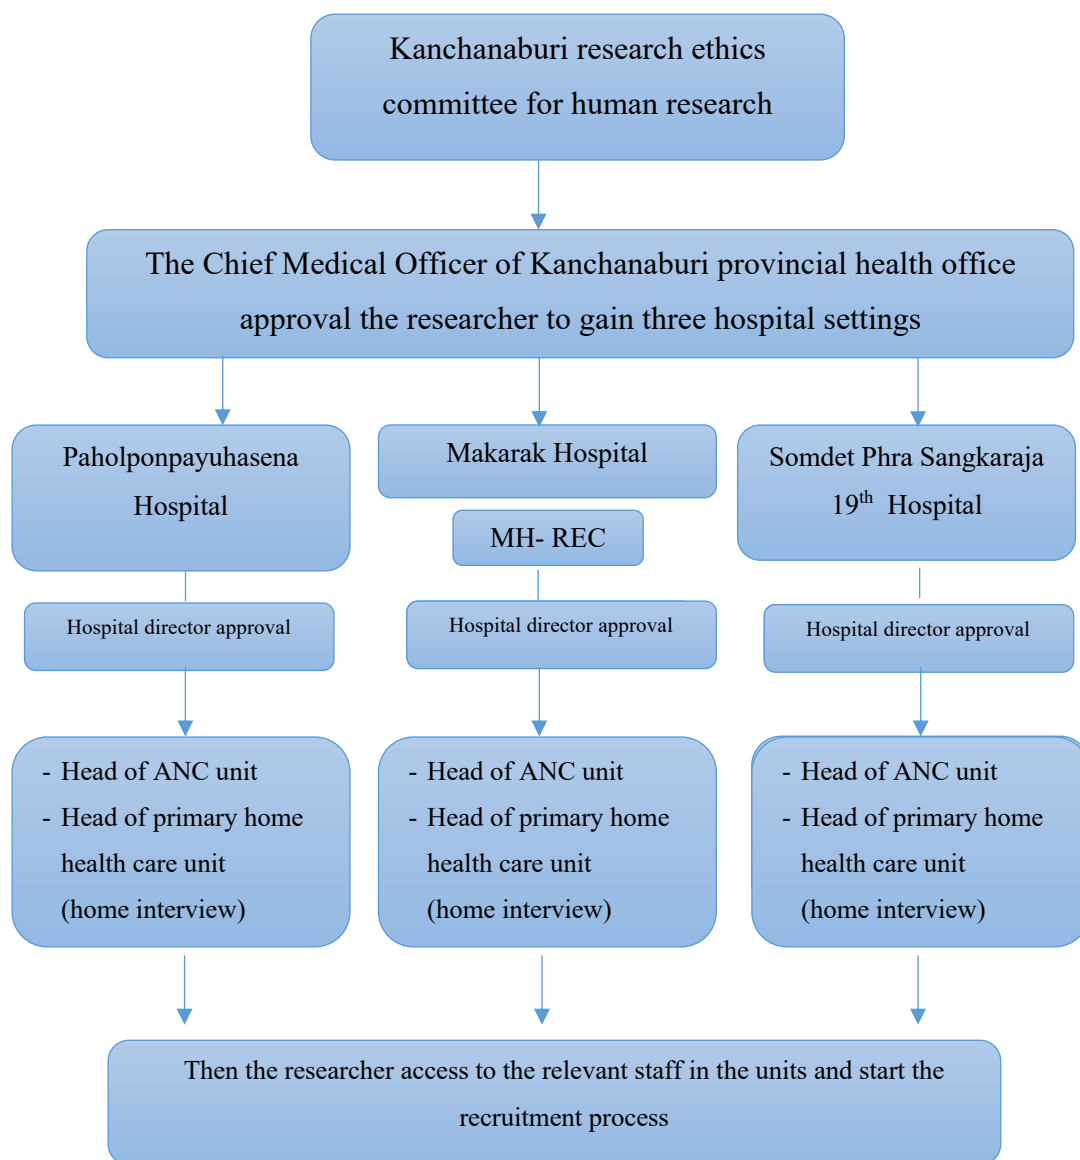 Kanchanaburi research ethics
committee for human research
The Chief Medical Officer of Kanchanaburi provincial health office
approval the researcher to gain three hospital settings
Paholponpayuhasena
Hospital
Makarak Hospital
MH- REC
Somdet Phra Sangkaraja
19th Hospital
Hospital director approval
Hospital director approval
Hospital director approval
- Head of ANC unit
- Head of primary home
health care unit
(home interview)
- Head of ANC unit
- Head of primary home
health care unit
(home interview)
- Head of ANC unit
- Head of primary home
health care unit
(home interview)
Then the researcher access to the relevant staff in the units and start the
recruitment process